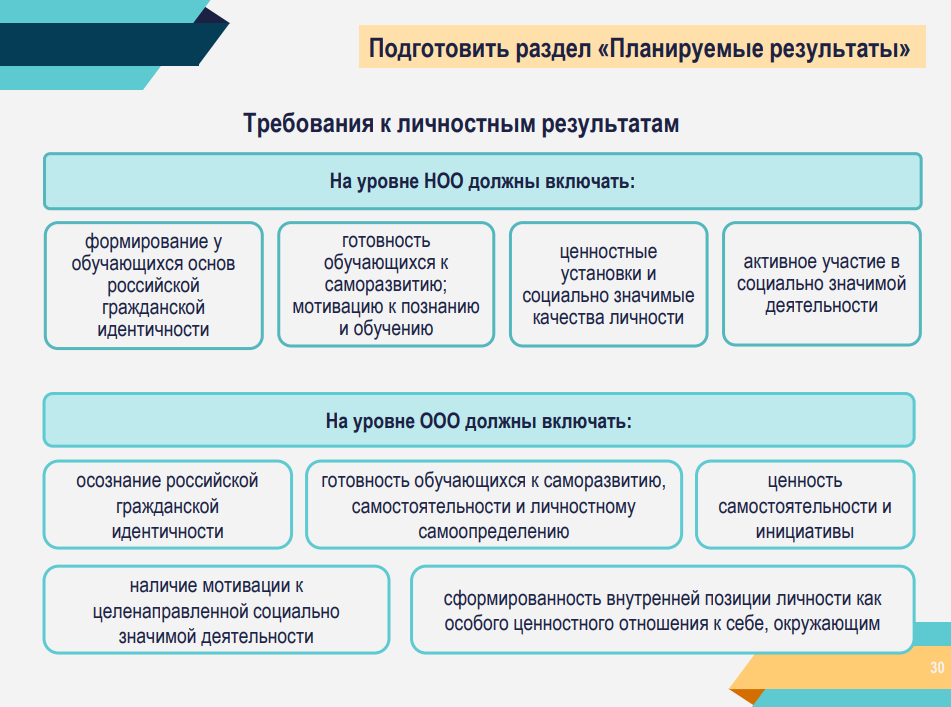 Подготовить раздел «Планируемые результаты»
Требования к личностным результатам
На уровне НОО должны включать:
формирование у
обучающихся основ
российской
гражданской
идентичности
готовность
обучающихся к
саморазвитию;
мотивацию к познанию
и обучению
ценностные
установки и
социально значимые
качества личности
активное участие в
социально значимой
деятельности
На уровне ООО должны включать:
осознание российской
гражданской
идентичности
готовность обучающихся к саморазвитию,
самостоятельности и личностному
самоопределению
ценность
самостоятельности и
инициативы
наличие мотивации к
целенаправленной социально
значимой деятельности
сформированность внутренней позиции личности как
особого ценностного отношения к себе, окружающим
30